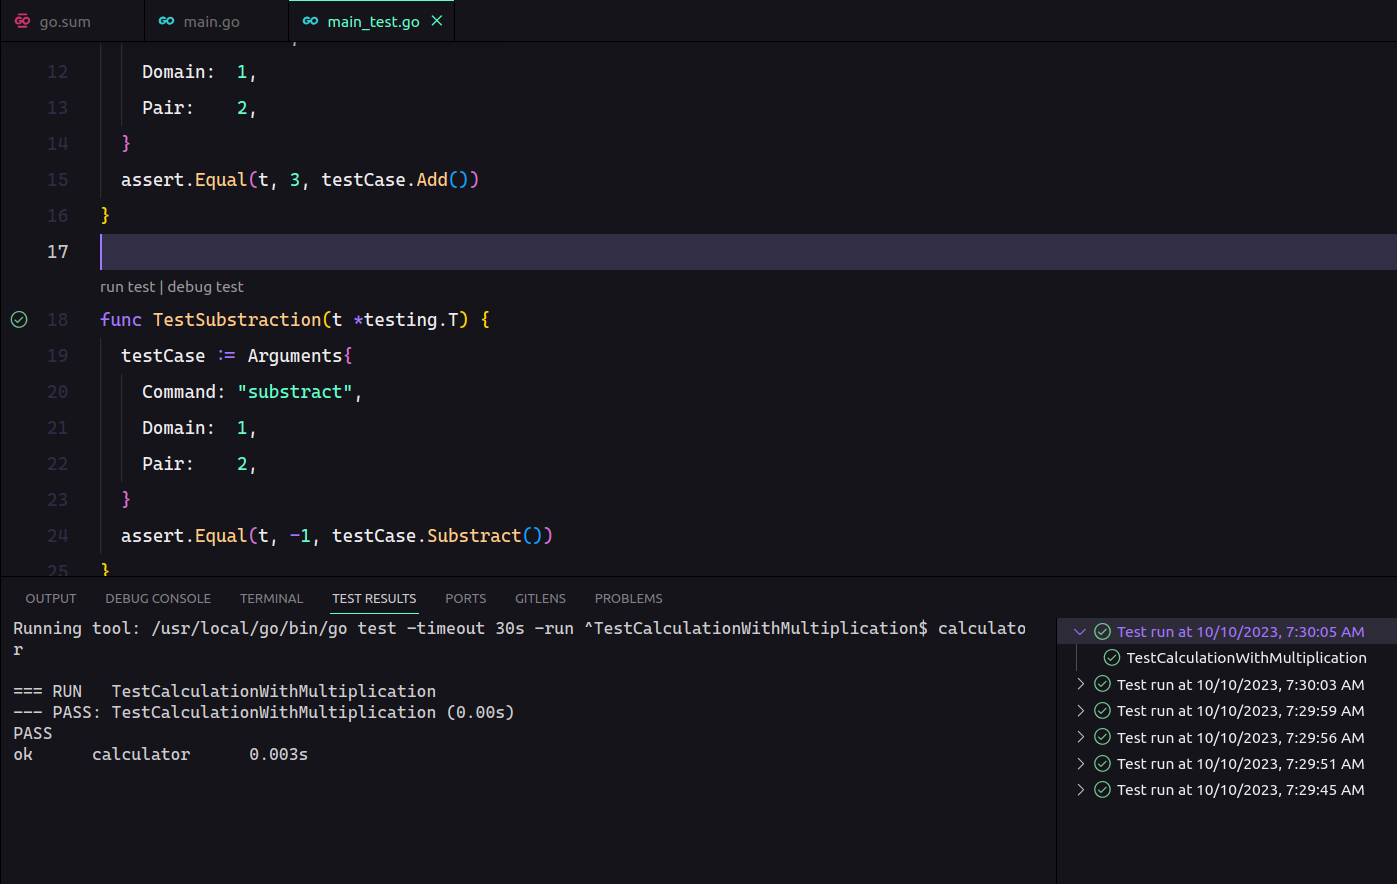 go.sum
main.go
main_test.go
12 Domain: 1,
13 Pair: 2,
14 }
15 assert.Equal(t, 3, testCase.Add())
16 }
17
run test | debug test
18 func TestSubstraction(t *testing.T) {
19 testCase := Arguments{
20 Command: "substract",
21 Domain: 1,
22 Pair: 2,
23 }
24 assert.Equal(t, -1, testCase.Substract())
25 }
OUTPUT DEBUG CONSOLE TERMINAL TEST RESULTS PORTS GITLENS PROBLEMS
Running tool: /usr/local/go/bin/go test -timeout 30s -run ^TestCalculationWithMultiplication$ calculato
r
=== RUN TestCalculationWithMultiplication
--- PASS: TestCalculationWithMultiplication (0.00s)
PASS
ok calculator 0.003s
Test run at 10/10/2023, 7:30:05 AM
TestCalculationWithMultiplication
Test run at 10/10/2023, 7:30:03 AM
Test run at 10/10/2023, 7:29:59 AM
Test run at 10/10/2023, 7:29:56 AM
Test run at 10/10/2023, 7:29:51 AM
Test run at 10/10/2023, 7:29:45 AM